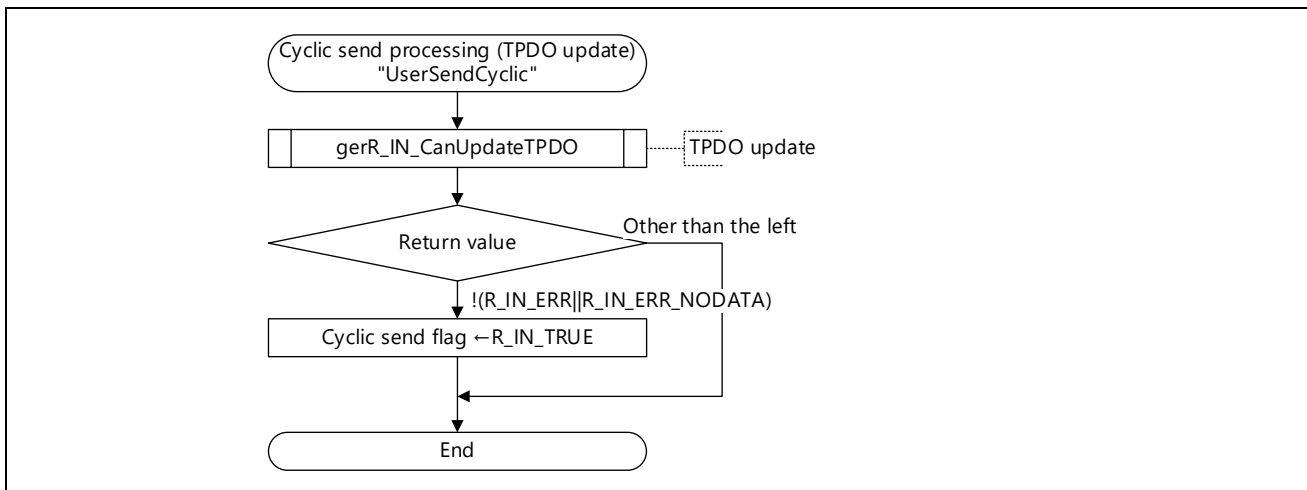 Cyclic send processing (TPDO update)
"UserSendCyclic"
gerR_IN_CanUpdateTPDO
TPDO update
Return value
Other than the left
!(R_IN_ERR||R_IN_ERR_NODATA)
Cyclic send flag ←R_IN_TRUE
End